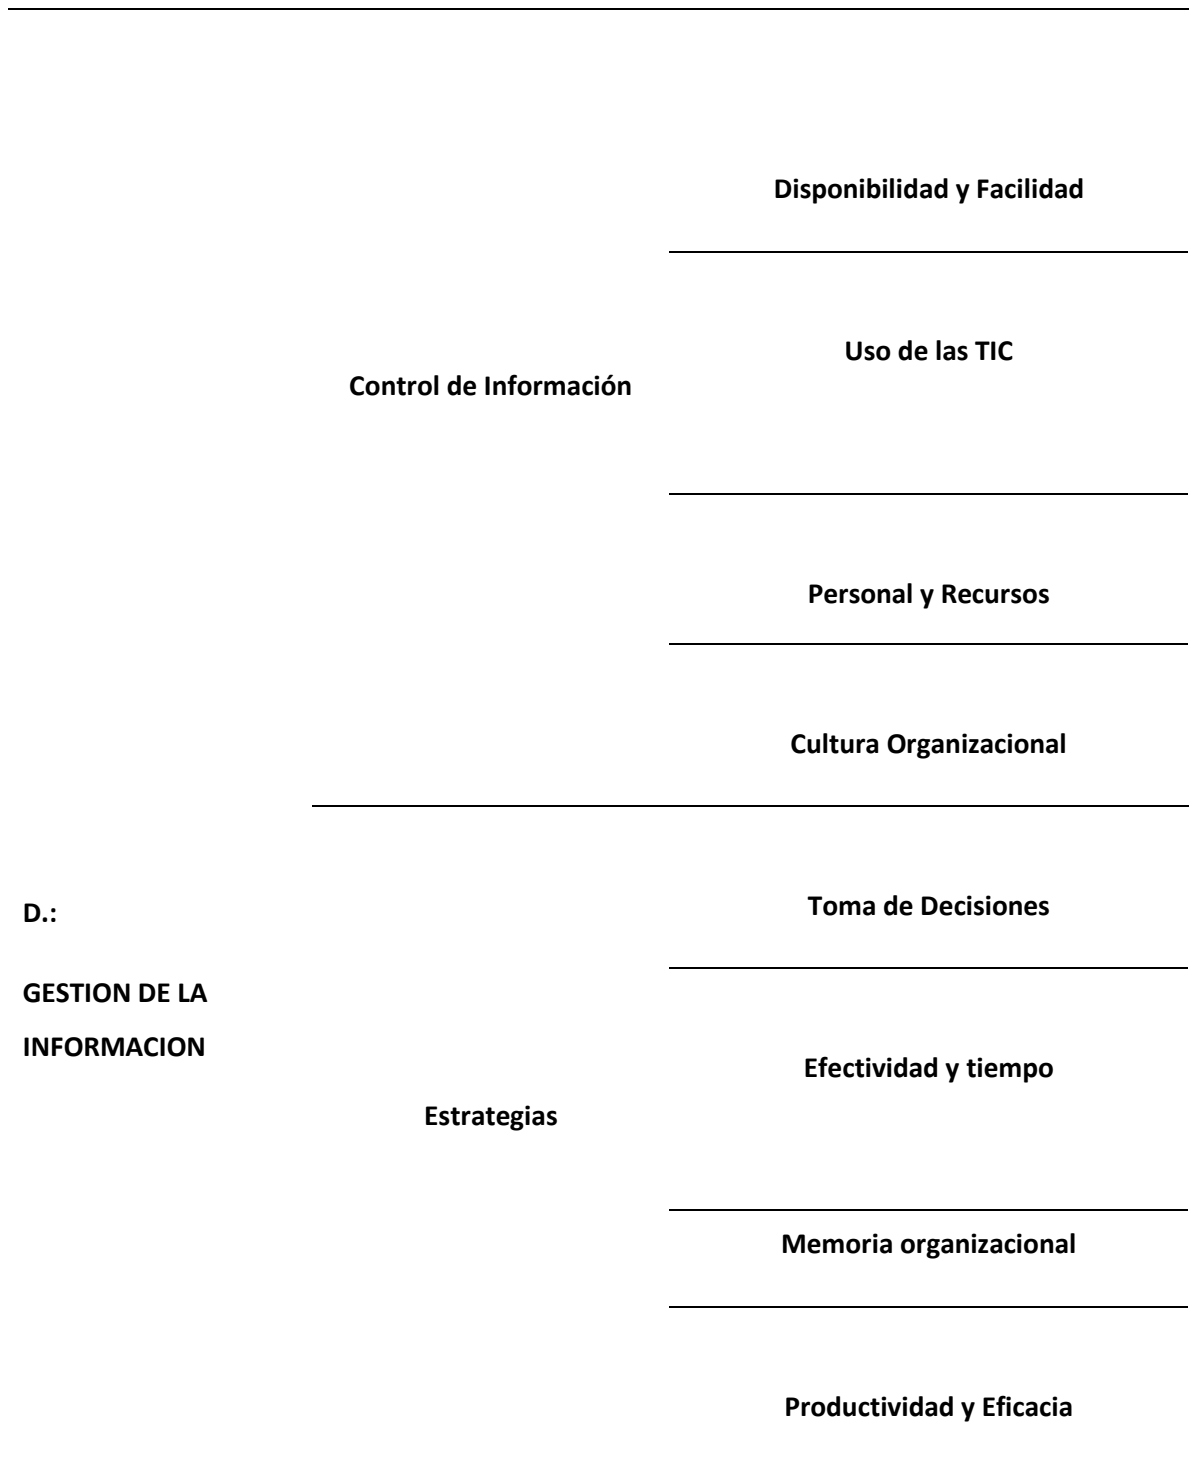 Disponibilidad y Facilidad
Uso de las TIC
Control de Información
Personal y Recursos
Cultura Organizacional
Toma de Decisiones
D.:
GESTION DE LA
INFORMACION
Efectividad y tiempo
Estrategias
Memoria organizacional
Productividad y Eficacia